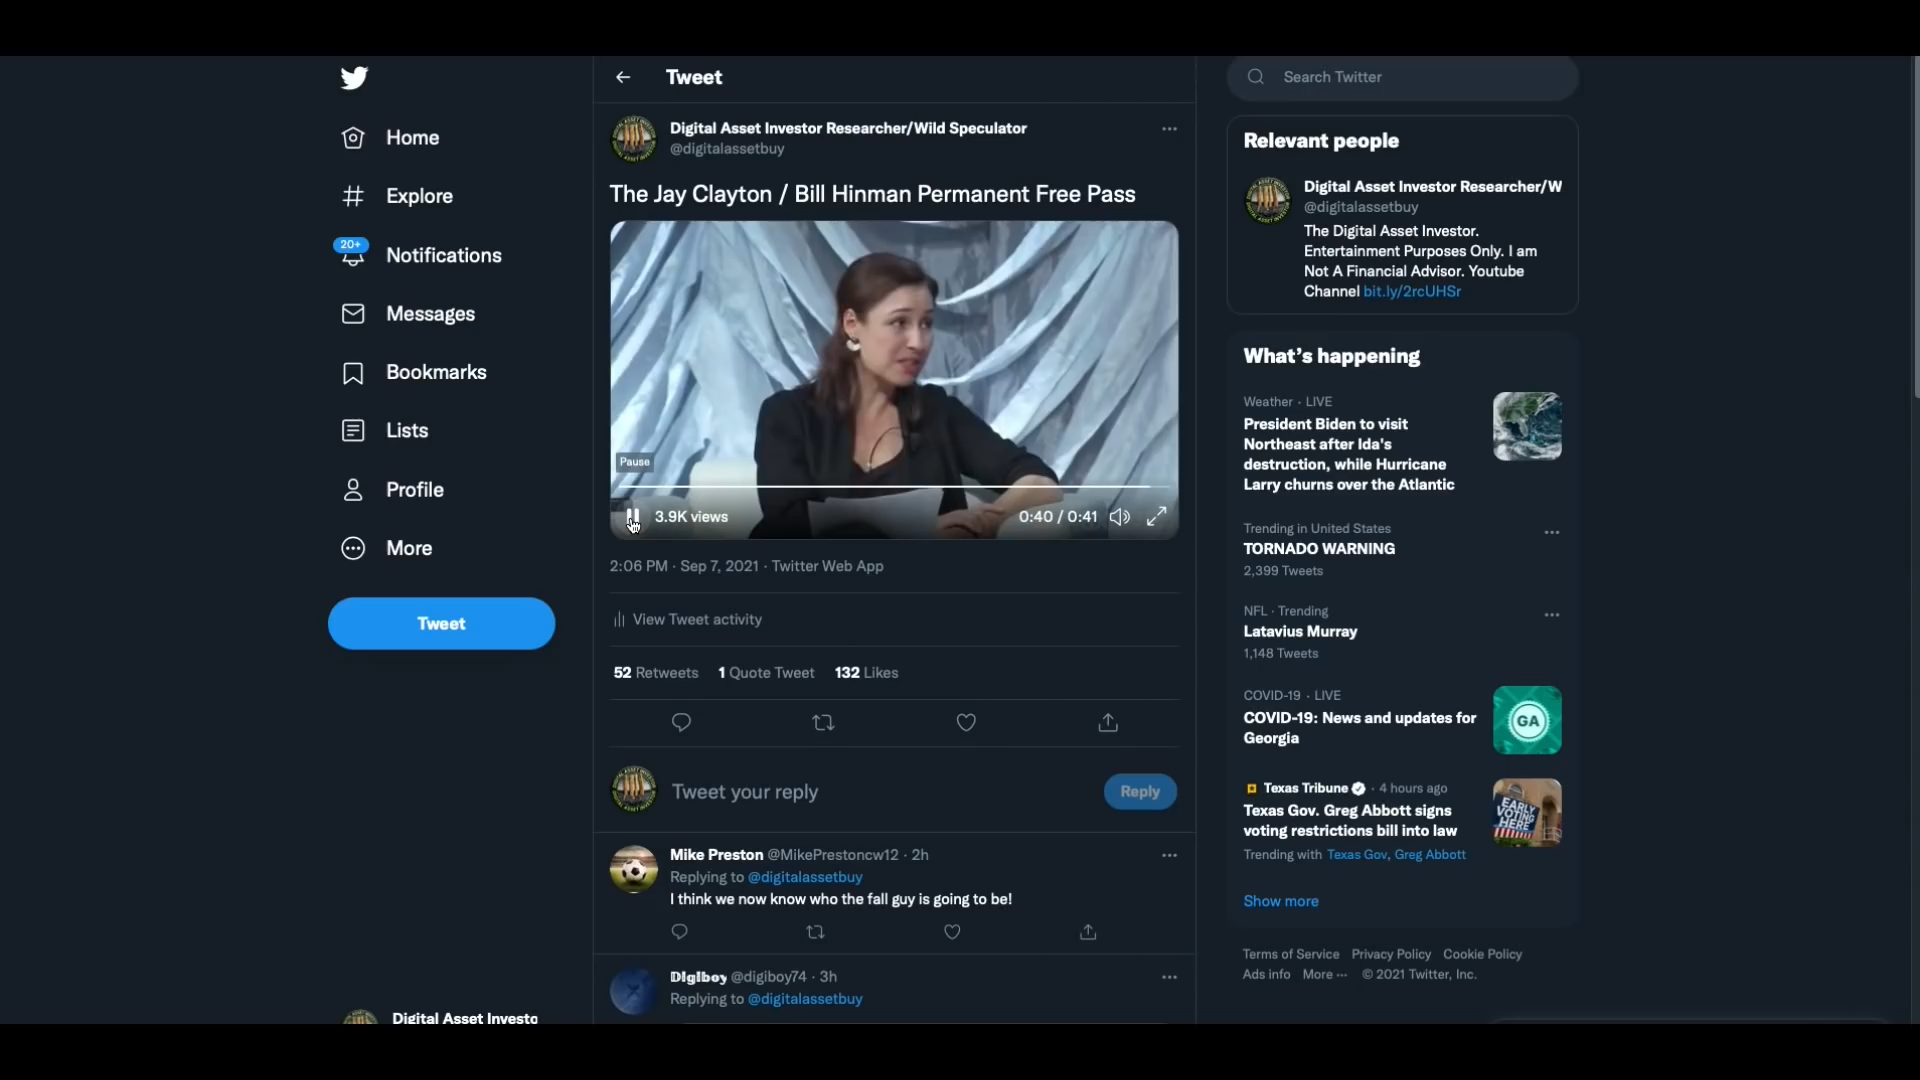 Home
Explore
20+
Notifications
Messages
Bookmarks
Lists
Profile
More
Tweet
Digital Asset Investo
Tweet
Digital Asset Investor Researcher/Wild Speculator
@digitalassetbuy
The Jay Clayton / Bill Hinman Permanent Free Pass
Pause
3.9K views
0:40 / 0:41
2:06 PM · Sep 7, 2021 · Twitter Web App
View Tweet activity
52 Retweets 1 Quote Tweet 132 Likes
Tweet your reply
Reply
Mike Preston @MikePrestoncw12 · 2h
Replying to @digitalassetbuy
I think we now know who the fall guy is going to be!
DIgIboy @digiboy74 · 3h
Replying to @digitalassetbuy
Search Twitter
Relevant people
Digital Asset Investor Researcher/W
@digitalassetbuy
The Digital Asset Investor.
Entertainment Purposes Only. I am
Not A Financial Advisor. Youtube
Channel bit.ly/2rcUHSr
What's happening
Weather · LIVE
President Biden to visit
Northeast after Ida's
destruction, while Hurricane
Larry churns over the Atlantic
Trending in United States
TORNADO WARNING
2,399 Tweets
NFL · Trending
Latavius Murray
1,148 Tweets
COVID-19 · LIVE
COVID-19: News and updates for
Georgia
GA
Texas Tribune · 4 hours ago
Texas Gov. Greg Abbott signs
voting restrictions bill into law
EARLY
VOTING
HERE
Trending with Texas Gov, Greg Abbott
Show more
Terms of Service Privacy Policy Cookie Policy
Ads info More ··· © 2021 Twitter, Inc.